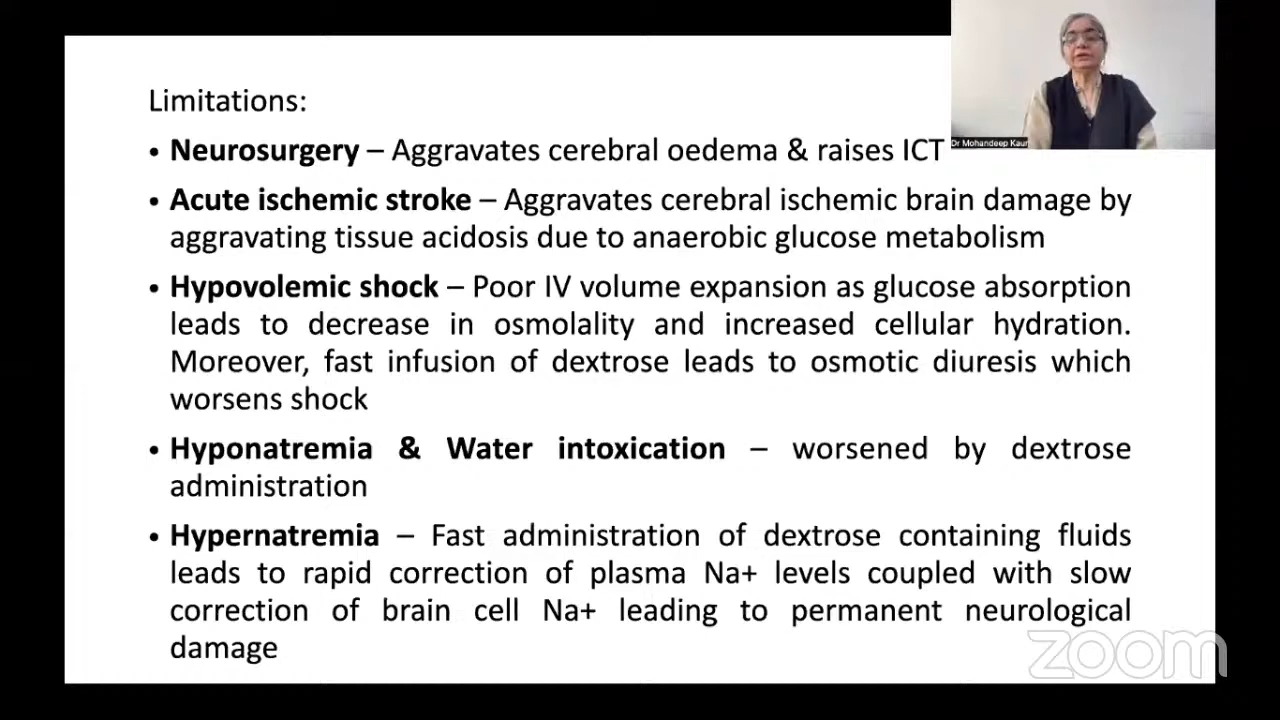 Limitations:
• Neurosurgery – Aggravates cerebral oedema & raises ICT
• Acute ischemic stroke – Aggravates cerebral ischemic brain damage by
aggravating tissue acidosis due to anaerobic glucose metabolism
• Hypovolemic shock – Poor IV volume expansion as glucose absorption
leads to decrease in osmolality and increased cellular hydration.
Moreover, fast infusion of dextrose leads to osmotic diuresis which
worsens shock
• Hyponatremia & Water intoxication – worsened by dextrose
administration
• Hypernatremia – Fast administration of dextrose containing fluids
leads to rapid correction of plasma Na+ levels coupled with slow
correction of brain cell Na+ leading to permanent neurological
damage
Dr Mohandeep Kaur
zoom